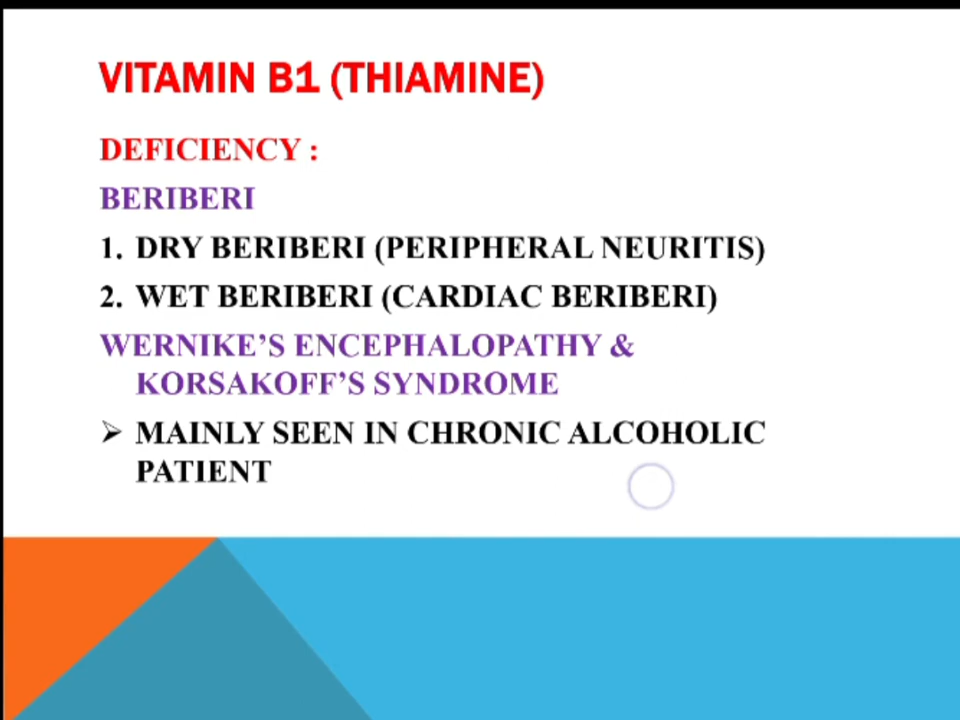 VITAMIN B1 (THIAMINE)
DEFICIENCY :
BERIBERI
1. DRY BERIBERI (PERIPHERAL NEURITIS)
2. WET BERIBERI (CARDIAC BERIBERI)
WERNIKE'S ENCEPHALOPATHY &
KORSAKOFF'S SYNDROME
➢ MAINLY SEEN IN CHRONIC ALCOHOLIC
PATIENT